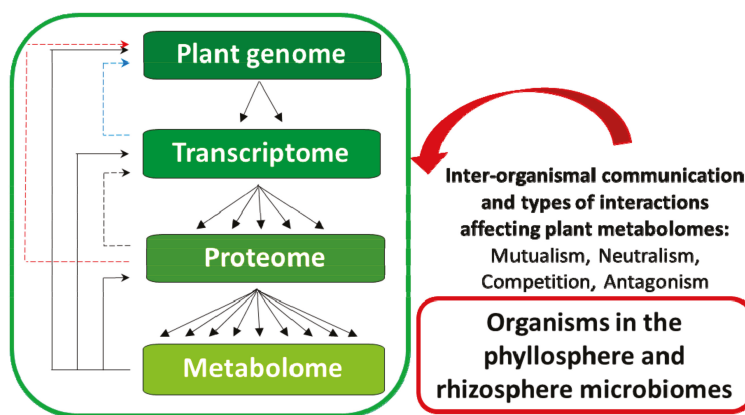 Plant genome
Transcriptome
Proteome
Metabolome
Inter-organismal communication
and types of interactions
affecting plant metabolomes:
Mutualism, Neutralism,
Competition, Antagonism
Organisms in the
phyllosphere and
rhizosphere microbiomes